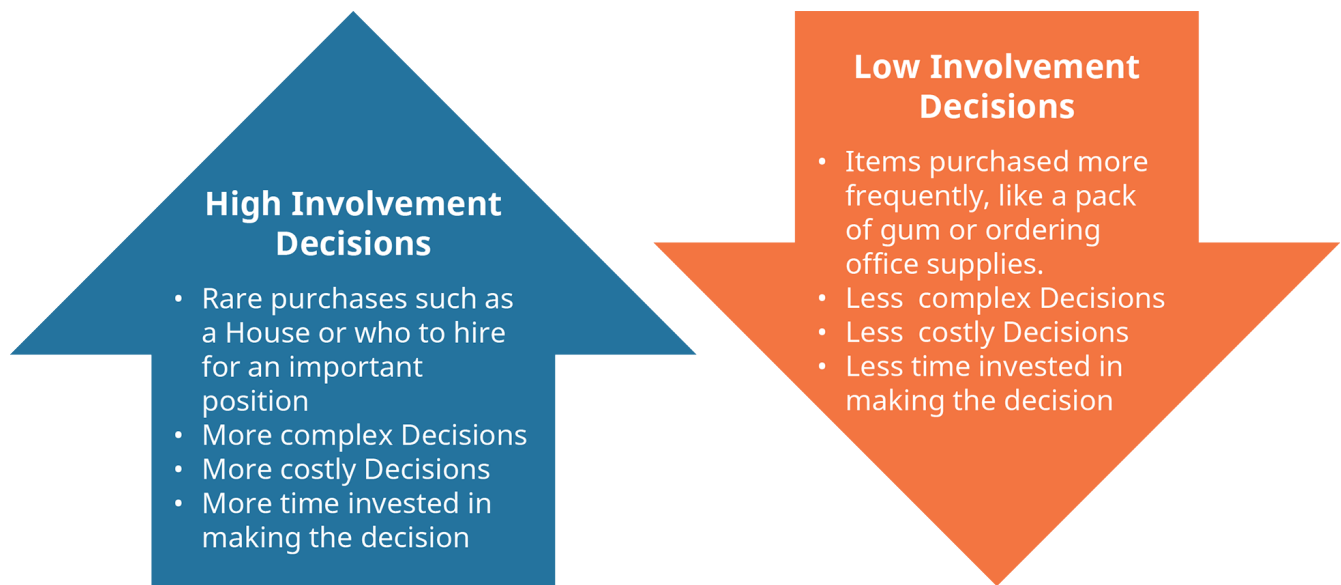 High Involvement
Decisions
• Rare purchases such as
a House or who to hire
for an important
position
• More complex Decisions
• More costly Decisions
• More time invested in
making the decision
Low Involvement
Decisions
• Items purchased more
frequently, like a pack
of gum or ordering
office supplies.
• Less  complex Decisions
• Less  costly Decisions
• Less time invested in
making the decision